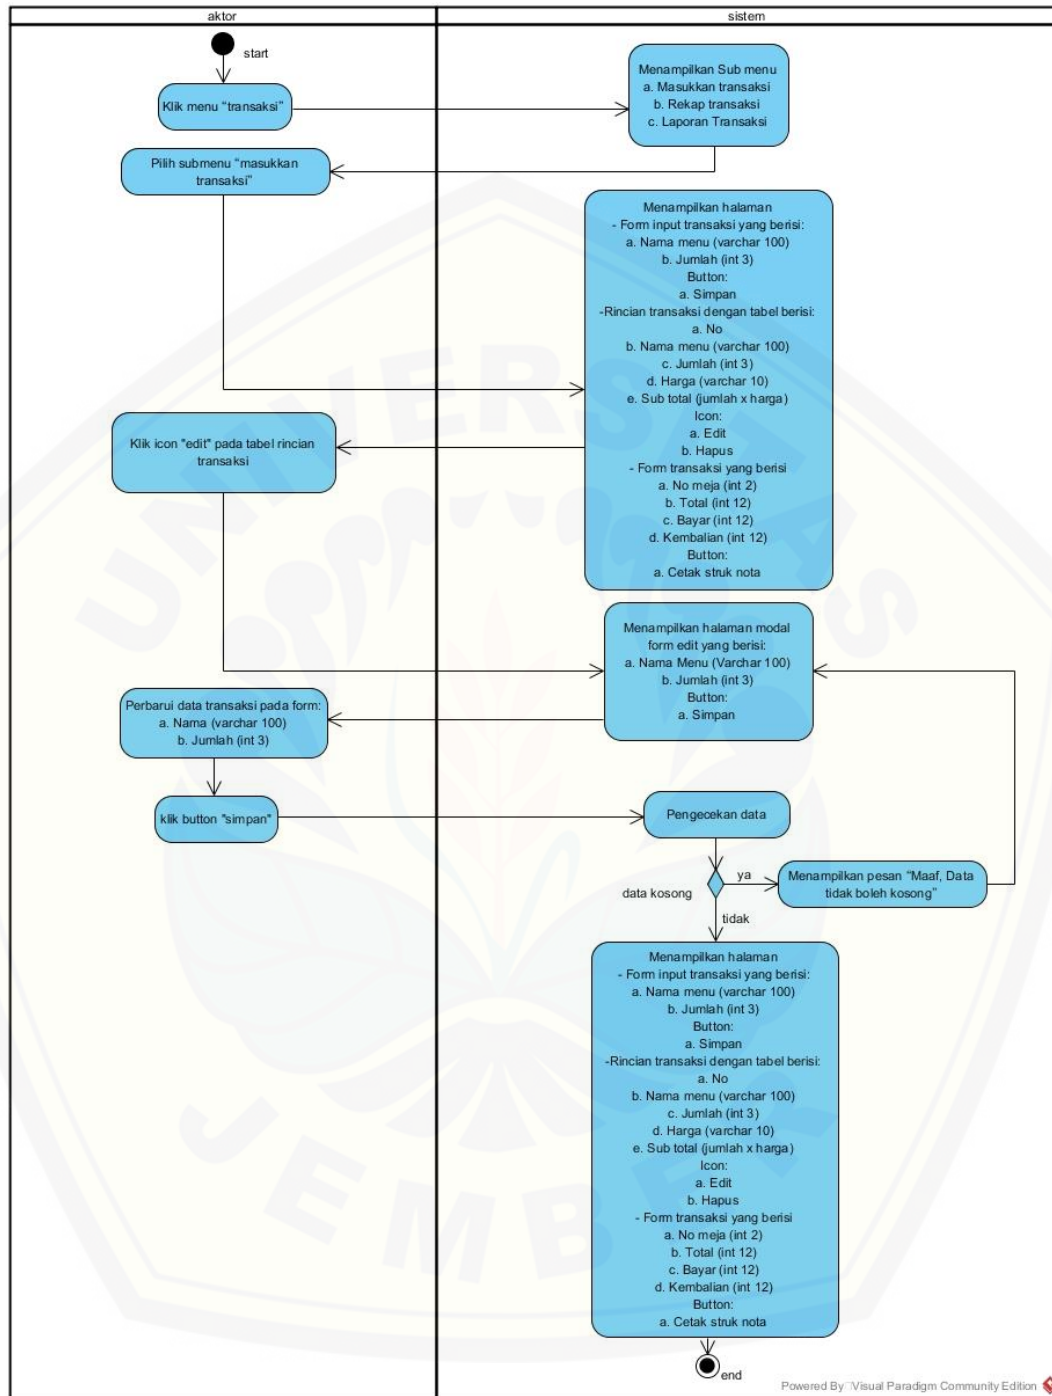 aktor
sistem
start
Klik menu "transaksi"
Menampilkan Sub menu
a. Masukkan transaksi
b. Rekap transaksi
c. Laporan Transaksi
Pilih submenu "masukkan
transaksi"
Menampilkan halaman
- Form input transaksi yang berisi:
a. Nama menu (varchar 100)
b. Jumlah (int 3)
Button:
a. Simpan
-Rincian transaksi dengan tabel berisi:
a. No
b. Nama menu (varchar 100)
c. Jumlah (int 3)
d. Harga (varchar 10)
e. Sub total (jumlah x harga)
Icon:
a. Edit
b. Hapus
- Form transaksi yang berisi
a. No meja (int 2)
b. Total (int 12)
c. Bayar (int 12)
d. Kembalian (int 12)
Button:
a. Cetak struk nota
Klik icon "edit" pada tabel rincian
transaksi
Menampilkan halaman modal
form edit yang berisi:
a. Nama Menu (Varchar 100)
b. Jumlah (int 3)
Button:
a. Simpan
Perbarui data transaksi pada form:
a. Nama (varchar 100)
b. Jumlah (int 3)
klik button "simpan"
Pengecekan data
data kosong
ya
Menampilkan pesan "Maaf, Data
tidak boleh kosong"
tidak
Menampilkan halaman
- Form input transaksi yang berisi:
a. Nama menu (varchar 100)
b. Jumlah (int 3)
Button:
a. Simpan
-Rincian transaksi dengan tabel berisi:
a. No
b. Nama menu (varchar 100)
c. Jumlah (int 3)
d. Harga (varchar 10)
e. Sub total (jumlah x harga)
Icon:
a. Edit
b. Hapus
- Form transaksi yang berisi
a. No meja (int 2)
b. Total (int 12)
c. Bayar (int 12)
d. Kembalian (int 12)
Button:
a. Cetak struk nota
end
Powered By Visual Paradigm Community Edition
UNIVERSITAS
JEMBER